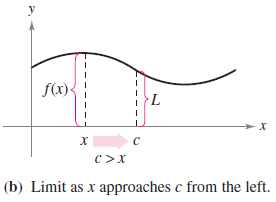 y
f(x)
L
x
x c
c > x
(b) Limit as x approaches c from the left.